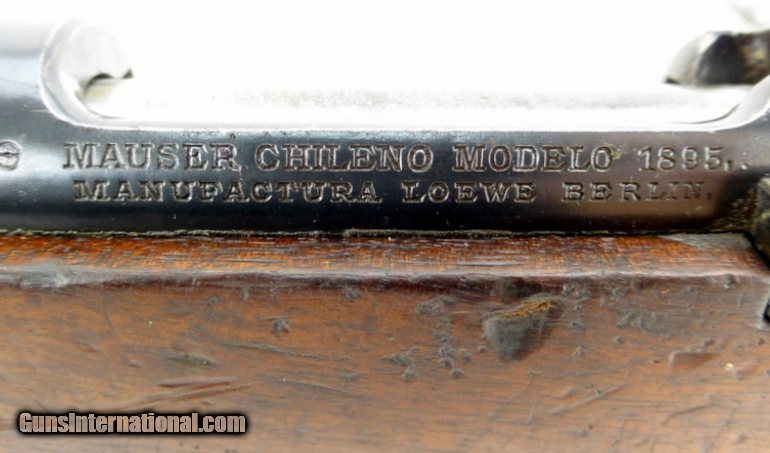 MAUSER CHILENO MODELO 1895,.
MANUFACTURA LOEWE BERLIN.
GunsInternational.com